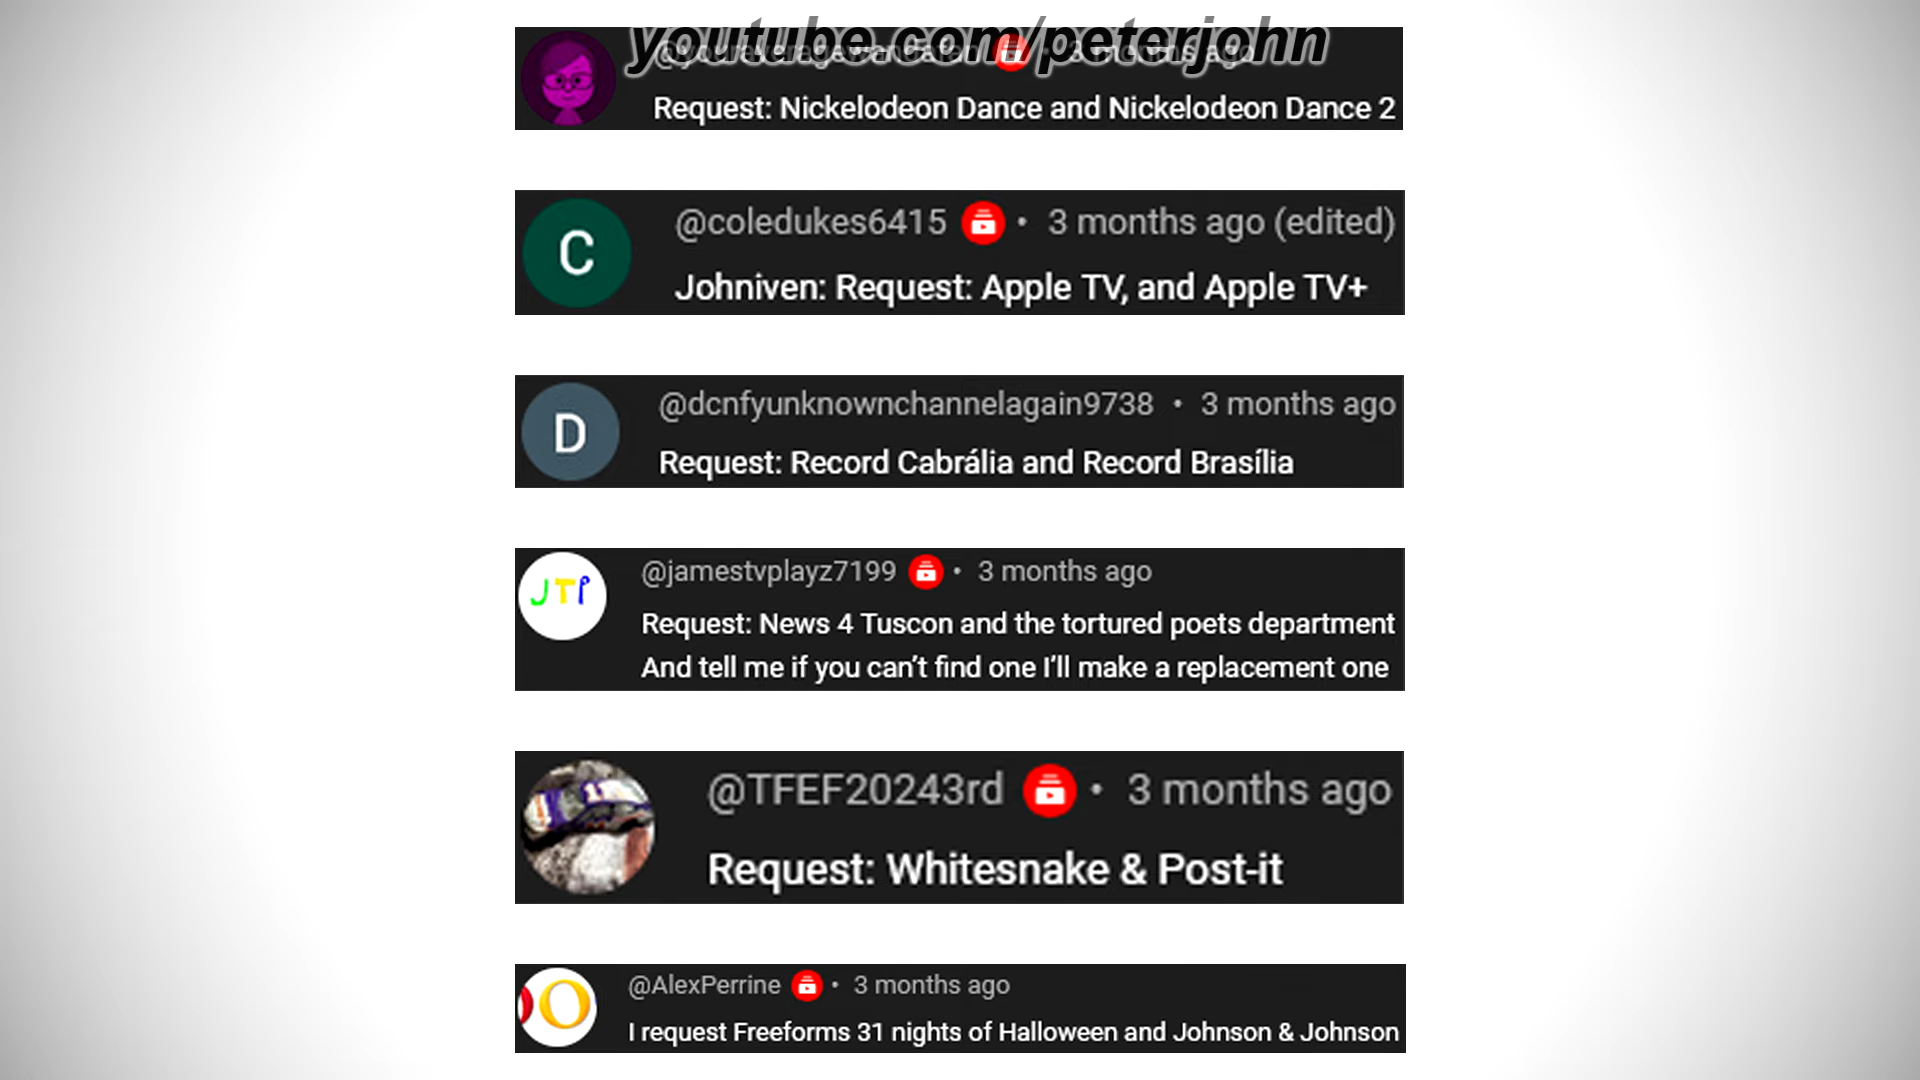 youtube.com/peterjohn
3 months ago
Request: Nickelodeon Dance and Nickelodeon Dance 2
C
@coledukes6415 • 3 months ago (edited)
Johniven: Request: Apple TV, and Apple TV+
D
@dcnfyunknownchannelagain9738 • 3 months ago
Request: Record Cabrália and Record Brasília
JTP
@jamestvplayz7199 • 3 months ago
Request: News 4 Tuscon and the tortured poets department
And tell me if you can’t find one I’ll make a replacement one
@TFEF20243rd • 3 months ago
Request: Whitesnake & Post-it
O
@AlexPerrine • 3 months ago
I request Freeforms 31 nights of Halloween and Johnson & Johnson